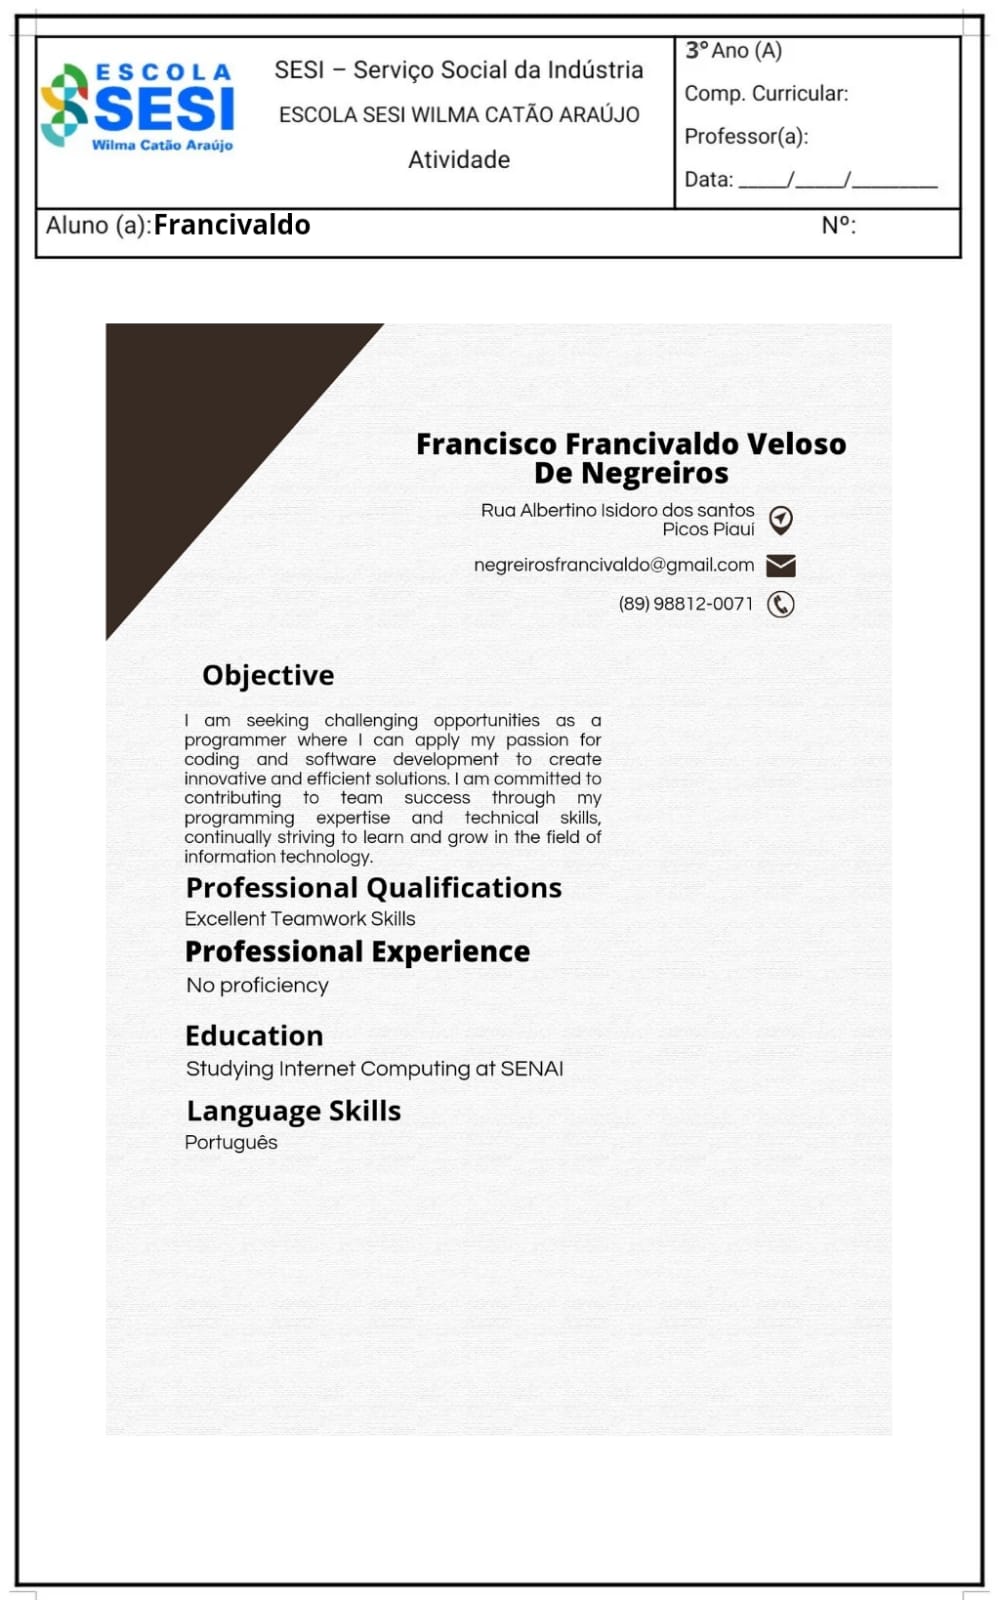 ESCOLA
SESI
Wilma Catão Araújo
SESI – Serviço Social da Indústria
ESCOLA SESI WILMA CATÃO ARAÚJO
Atividade
3º Ano (A)
Comp. Curricular:
Professor(a):
Data: _____/_____/_________
Aluno (a):Francivaldo
Nº:
Francisco Francivaldo Veloso
De Negreiros
Rua Albertino Isidoro dos santos
Picos Piauí
negreirosfrancivaldo@gmail.com
(89) 98812-0071
Objective
I am seeking challenging opportunities as a
programmer where I can apply my passion for
coding and software development to create
innovative and efficient solutions. I am committed to
contributing to team success through my
programming expertise and technical skills,
continually striving to learn and grow in the field of
information technology.
Professional Qualifications
Excellent Teamwork Skills
Professional Experience
No proficiency
Education
Studying Internet Computing at SENAI
Language Skills
Português